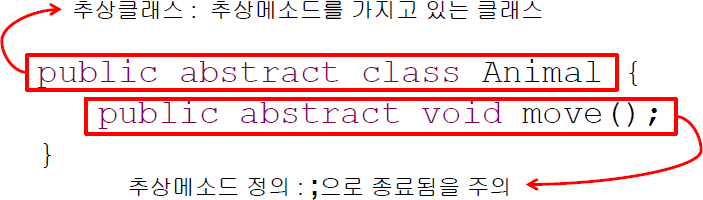 추상클래스 : 추상메소드를 가지고 있는 클래스
public abstract class Animal {
public abstract void move();
}
추상메소드 정의 : ;으로 종료됨을 주의